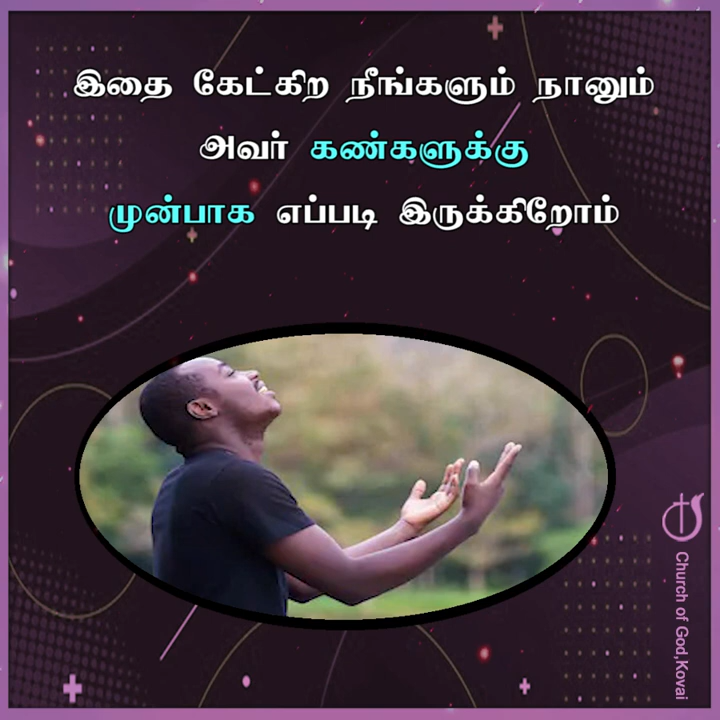 இதை கேட்கிற நீங்களும் நானும்
அவர் கண்களுக்கு
முன்பாக எப்படி இருக்கிறோம்
Church of God,Kovai